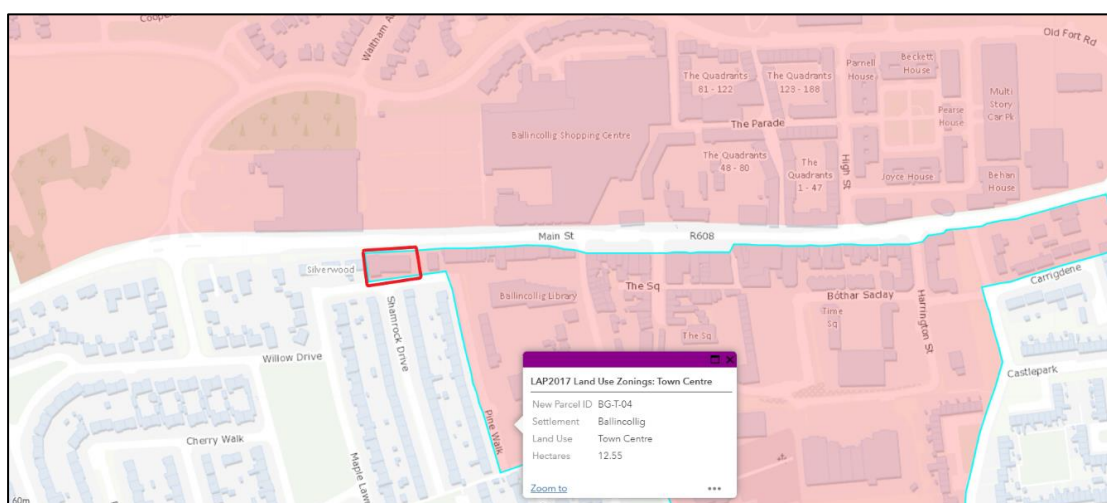 Coope
Waltham A
Old Fort Rd
Parnell
House
Beckett
House
The Quadrants
81 - 122
The Quadrants
123 - 188
Multi
Story
Car Pk
Pearse
House
The Parade
Ballincollig Shopping Centre
The Quadrants
48 - 80
The
Quadrants
1 - 47
High St
Joyce House
Behan
House
Main St
R608
Silverwood
Ballincollig Library
The Sq
Bóthar Saclay
Time
Sq
Harrington St
Carrigdene
Shamrock Drive
The Sq
Willow Drive
Castlepark
LAP2017 Land Use Zonings: Town Centre
New Parcel ID BG-T-04
Settlement Ballincollig
Land Use Town Centre
Hectares 12.55
Zoom to
Pine Walk
Cherry Walk
Maple Lawn
60m